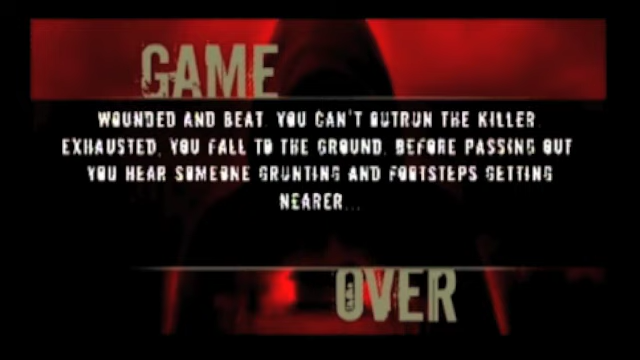 GAME
WOUNDED AND BEAT, YOU CAN'T OUTRUN THE KILLER.
EXHAUSTED, YOU FALL TO THE GROUND. BEFORE PASSING OUT
YOU HEAR SOMEONE GRUNTING AND FOOTSTEPS GETTING
NEARER...
OVER